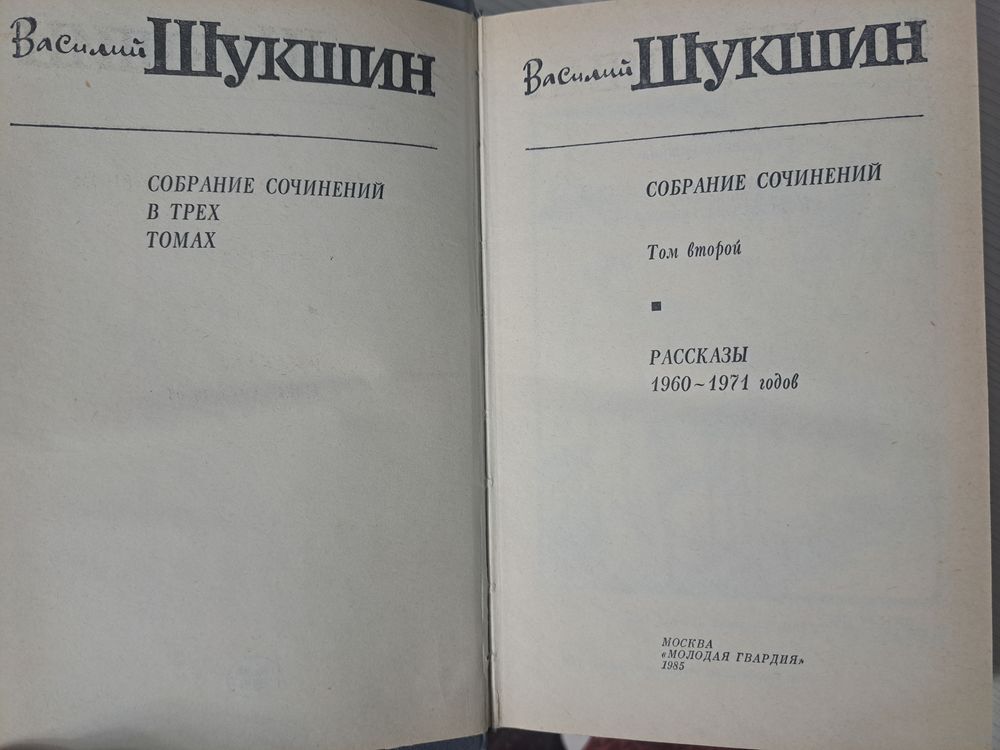 Василий ШУКШИН
СОБРАНИЕ СОЧИНЕНИЙ
В ТРЕХ
ТОМАХ
Василий ШУКШИН
СОБРАНИЕ СОЧИНЕНИЙ
Том второй
РАССКАЗЫ
1960~1971 годов
МОСКВА
«МОЛОДАЯ ГВАРДИЯ»
1985